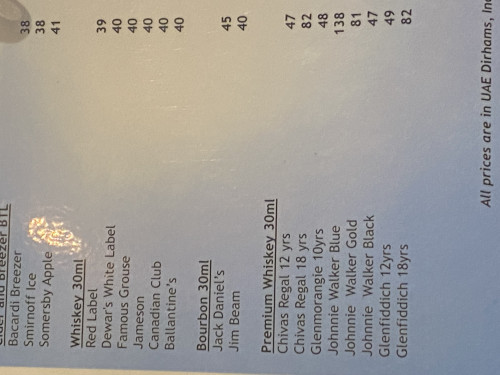 and Breezer BTL
Bacardi Breezer 38
Smirnoff Ice 38
Somersby Apple 41
Whiskey 30ml
Red Label 39
Dewar's White Label 40
Famous Grouse 40
Jameson 40
Canadian Club 40
Ballantine's 40
Bourbon 30ml
Jack Daniel's 45
Jim Beam 40
Premium Whiskey 30ml
Chivas Regal 12 yrs 47
Chivas Regal 18 yrs 82
Glenmorangie 10yrs 48
Johnnie Walker Blue 138
Johnnie Walker Gold 81
Johnnie Walker Black 47
Glenfiddich 12yrs 49
Glenfiddich 18yrs 82
All prices are in UAE Dirhams,